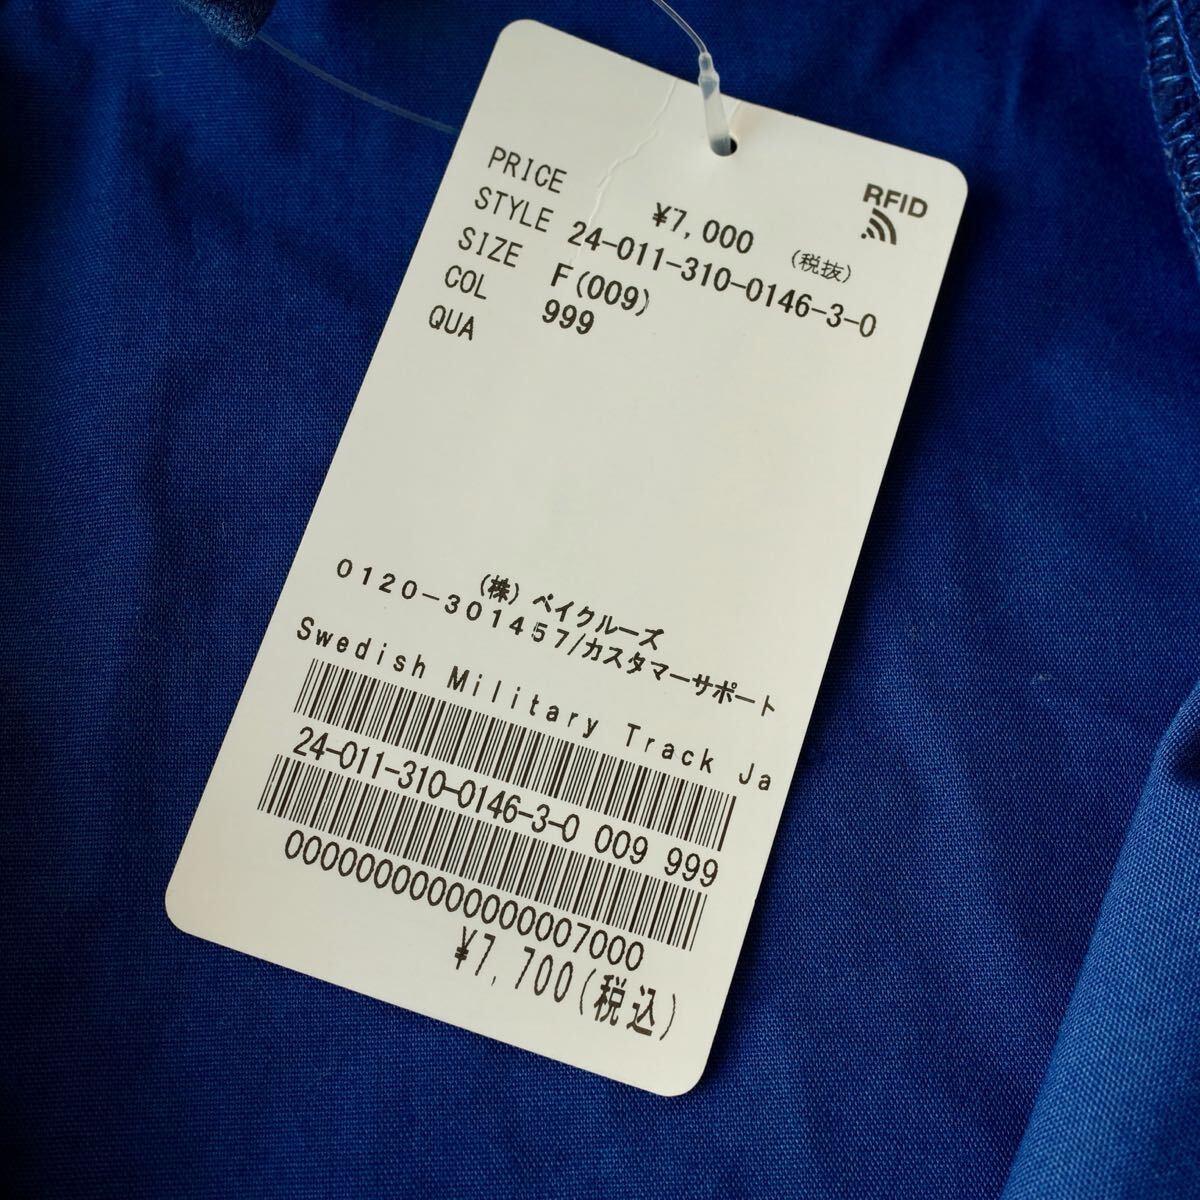 RFID
PRICE ¥7,000 (税抜)
STYLE 24-011-310-0146-3-0
SIZE F(009)
COL 999
QUA
(株) ベイクルーズ
0120-301457/カスタマーサポート
Swedish Military Track Ja
24-011-310-0146-3-0 009 999
00000000000000007000
¥7,700(税込)